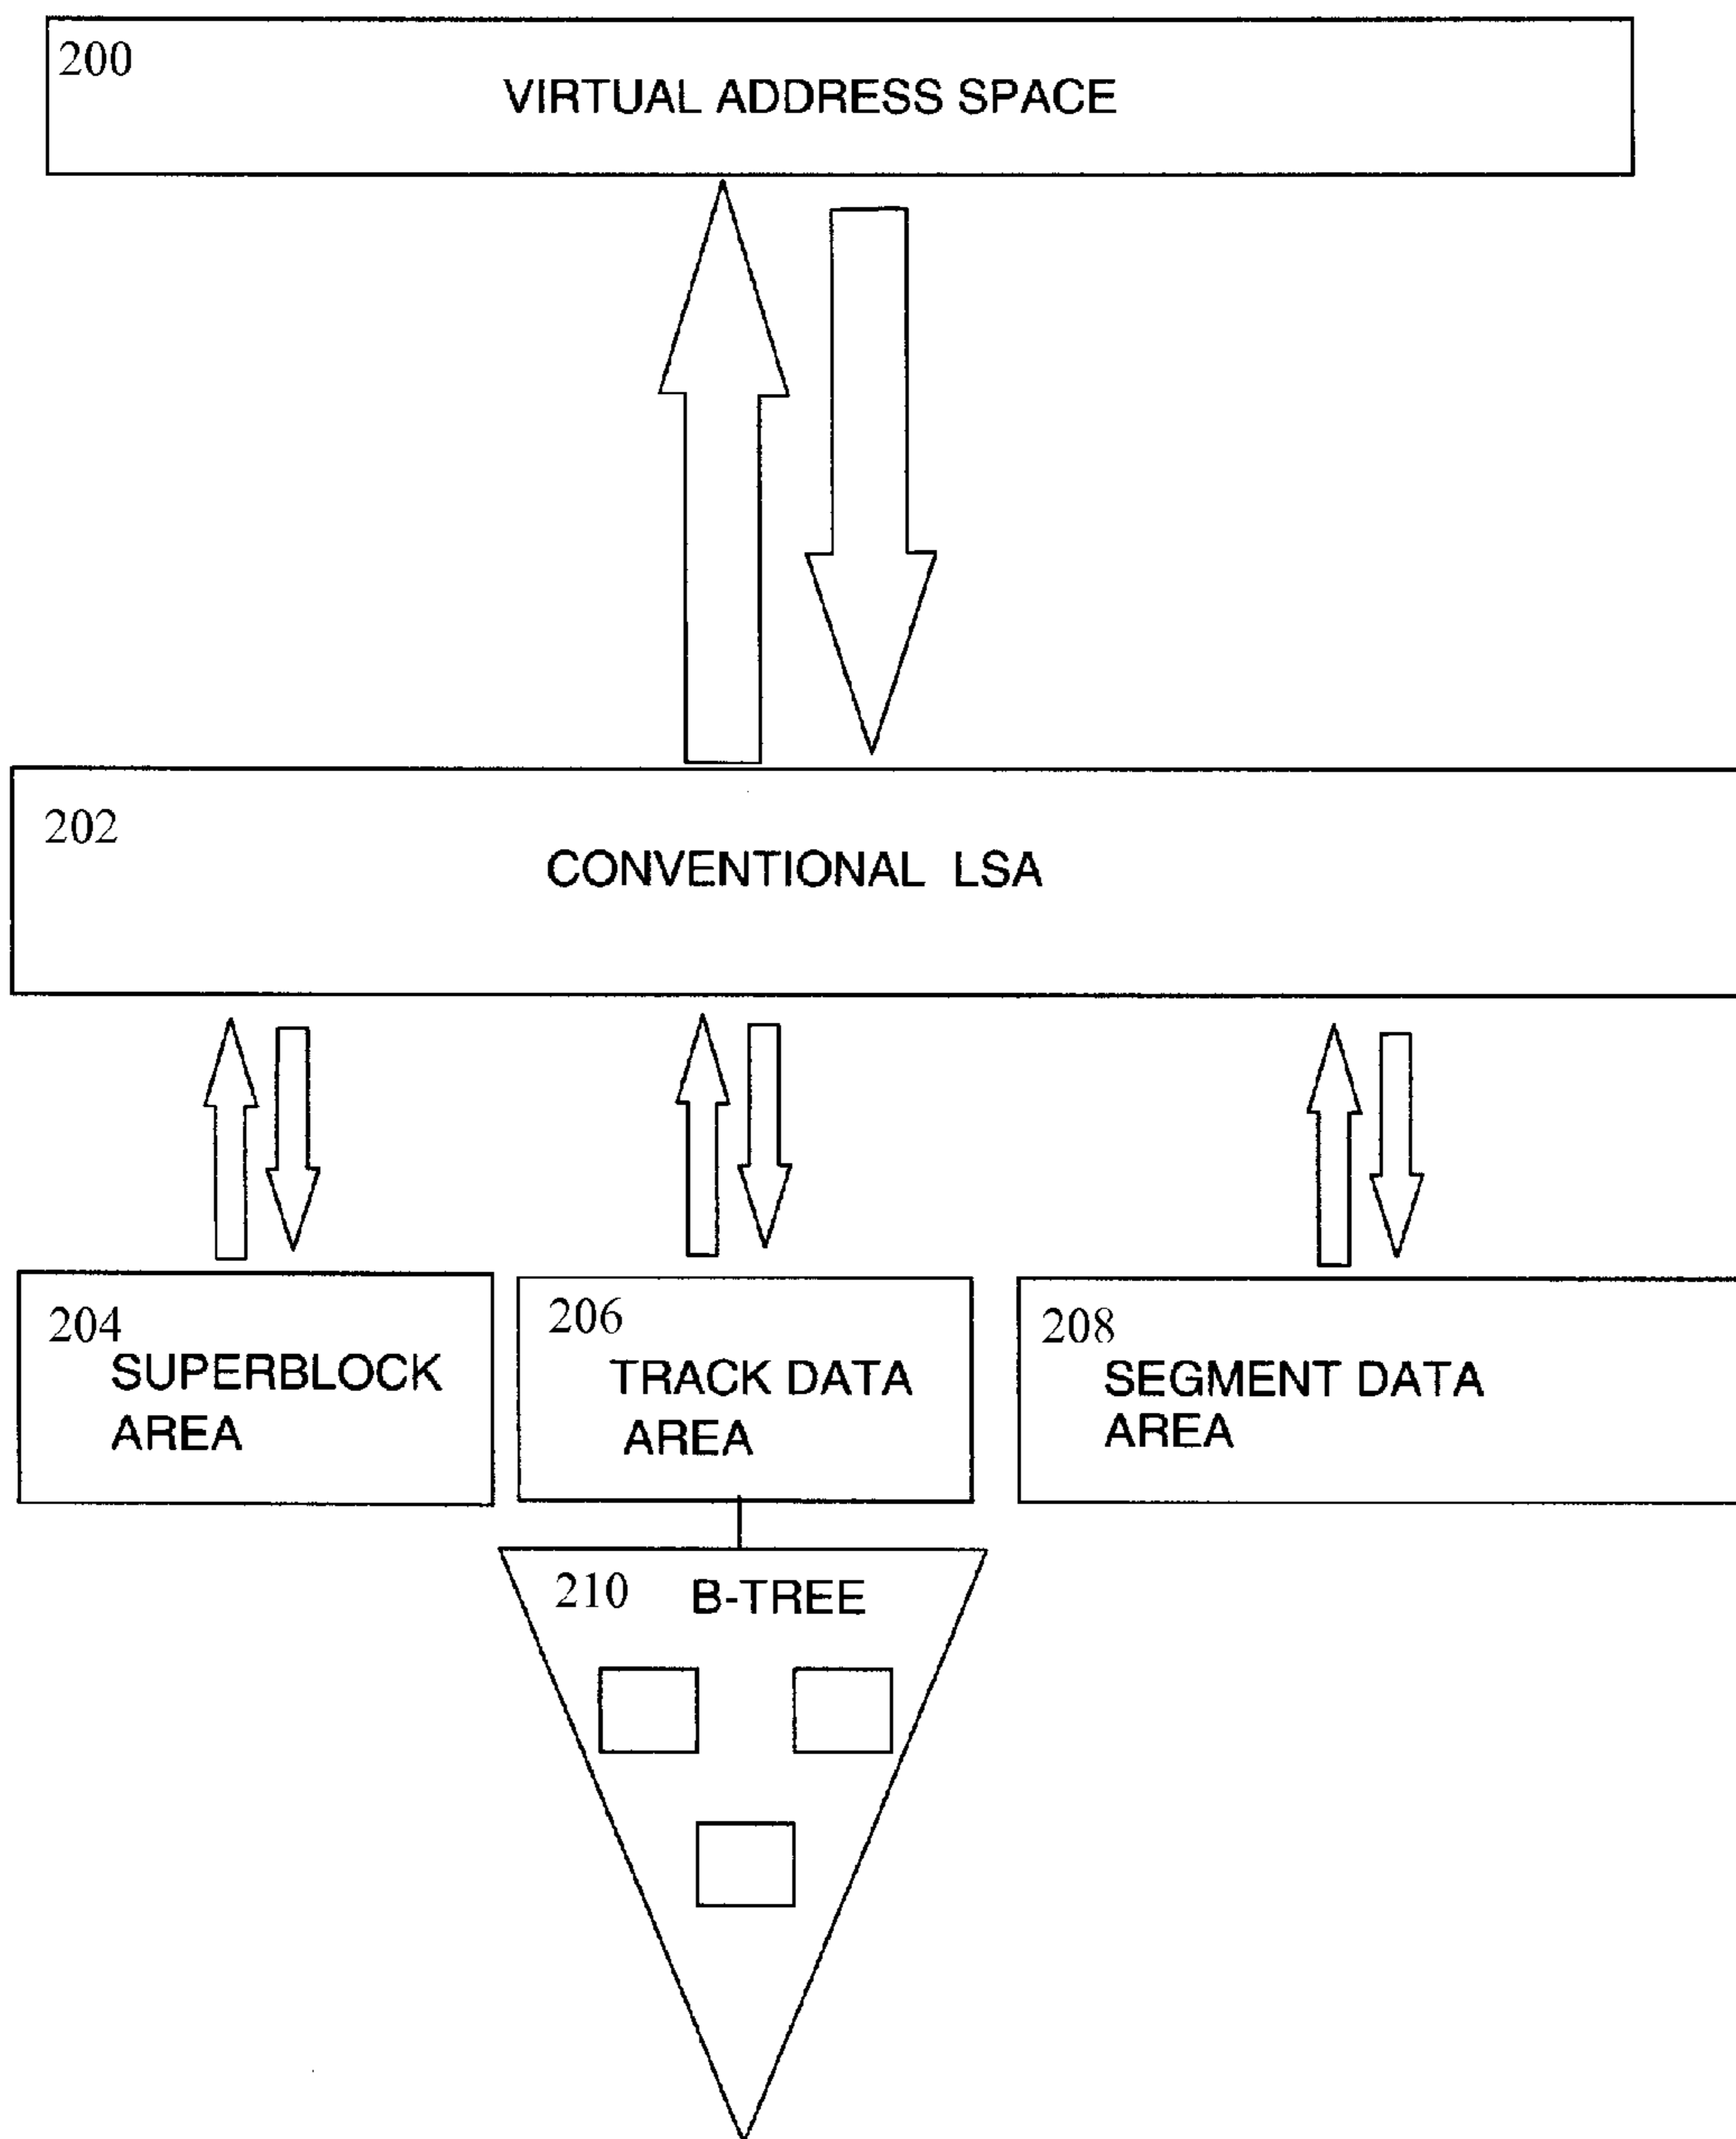 200
VIRTUAL ADDRESS SPACE
202
CONVENTIONAL LSA
204
SUPERBLOCK
AREA
206
TRACK DATA
AREA
208
SEGMENT DATA
AREA
210 B-TREE